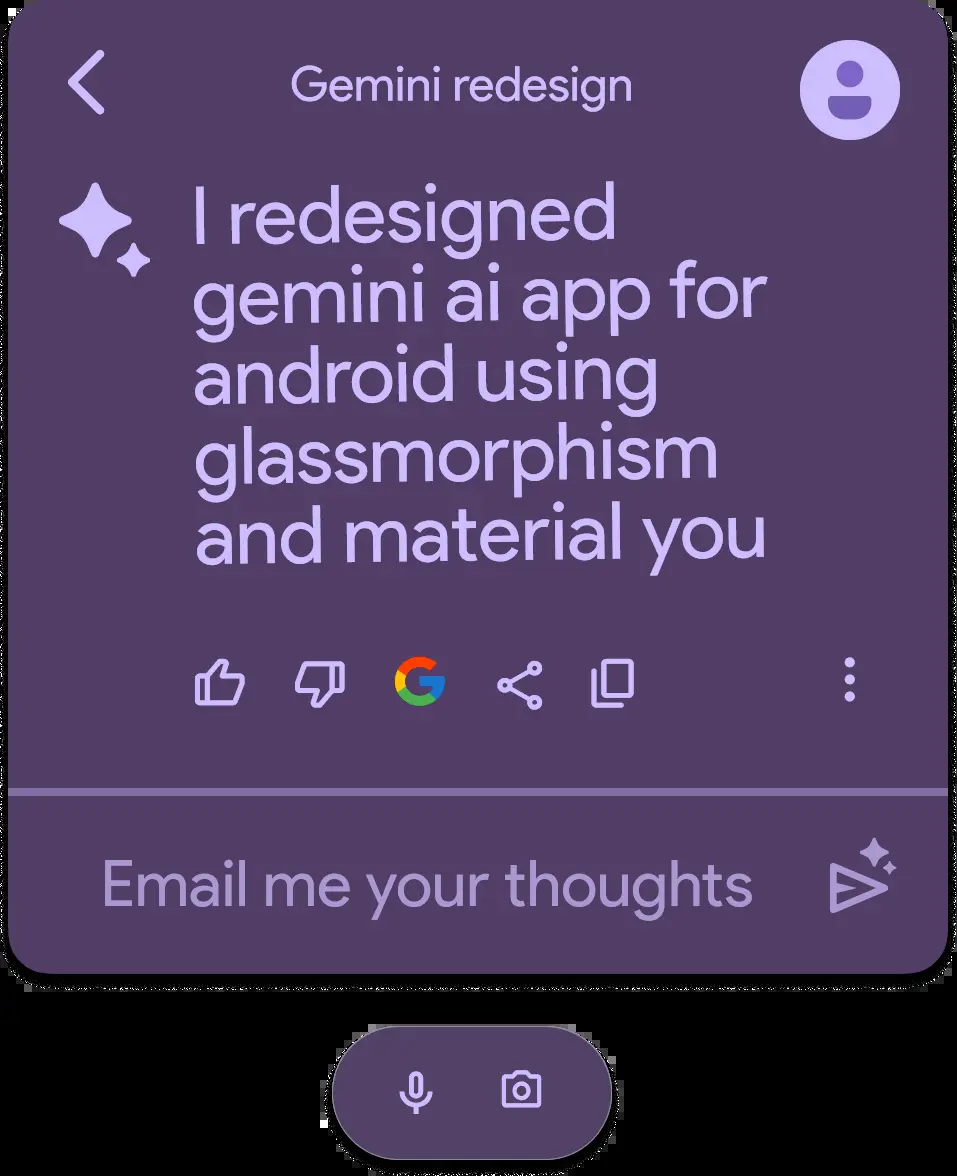 Gemini redesign
I redesigned
gemini ai app for
android using
glassmorphism
and material you
Email me your thoughts